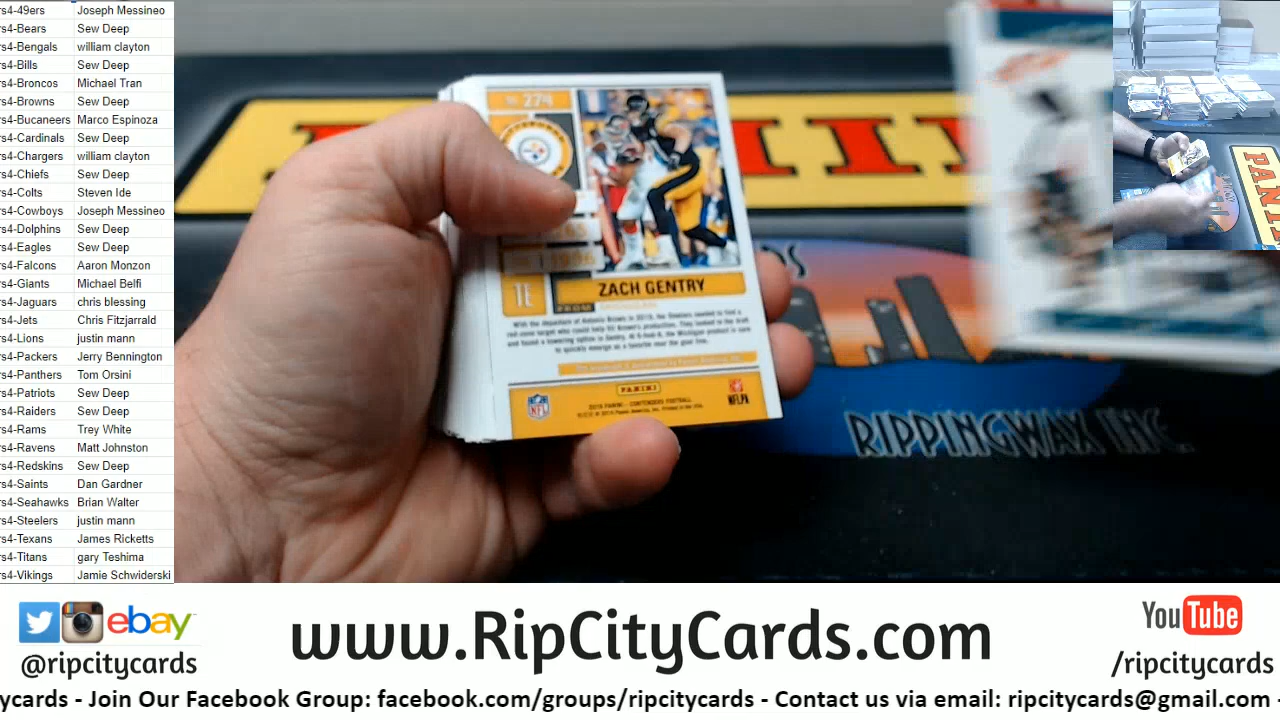 rs4-49ers Joseph Messineo
rs4-Bears Sew Deep
rs4-Bengals william clayton
rs4-Bills Sew Deep
rs4-Broncos Michael Tran
rs4-Browns Sew Deep
rs4-Bucaneers Marco Espinoza
rs4-Cardinals Sew Deep
rs4-Chargers william clayton
rs4-Chiefs Sew Deep
rs4-Colts Steven Ide
rs4-Cowboys Joseph Messineo
rs4-Dolphins Sew Deep
rs4-Eagles Sew Deep
rs4-Falcons Aaron Monzon
rs4-Giants Michael Belfi
rs4-Jaguars chris blessing
rs4-Jets Chris Fitzjarrald
rs4-Lions justin mann
rs4-Packers Jerry Bennington
rs4-Panthers Tom Orsini
rs4-Patriots Sew Deep
rs4-Raiders Sew Deep
rs4-Rams Trey White
rs4-Ravens Matt Johnston
rs4-Redskins Sew Deep
rs4-Saints Dan Gardner
rs4-Seahawks Brian Walter
rs4-Steelers justin mann
rs4-Texans James Ricketts
rs4-Titans gary Teshima
rs4-Vikings Jamie Schwiderski
274
TE
ZACH GENTRY
PANINI
NFL
NFLPA
2019 PANINI - CONTENDERS FOOTBALL
RIPPINGWAX INC.
PANINI
ebay
@ripcitycards
www.RipCityCards.com
YouTube
/ripcitycards
ycards - Join Our Facebook Group: facebook.com/groups/ripcitycards - Contact us via email: ripcitycards@gmail.com -